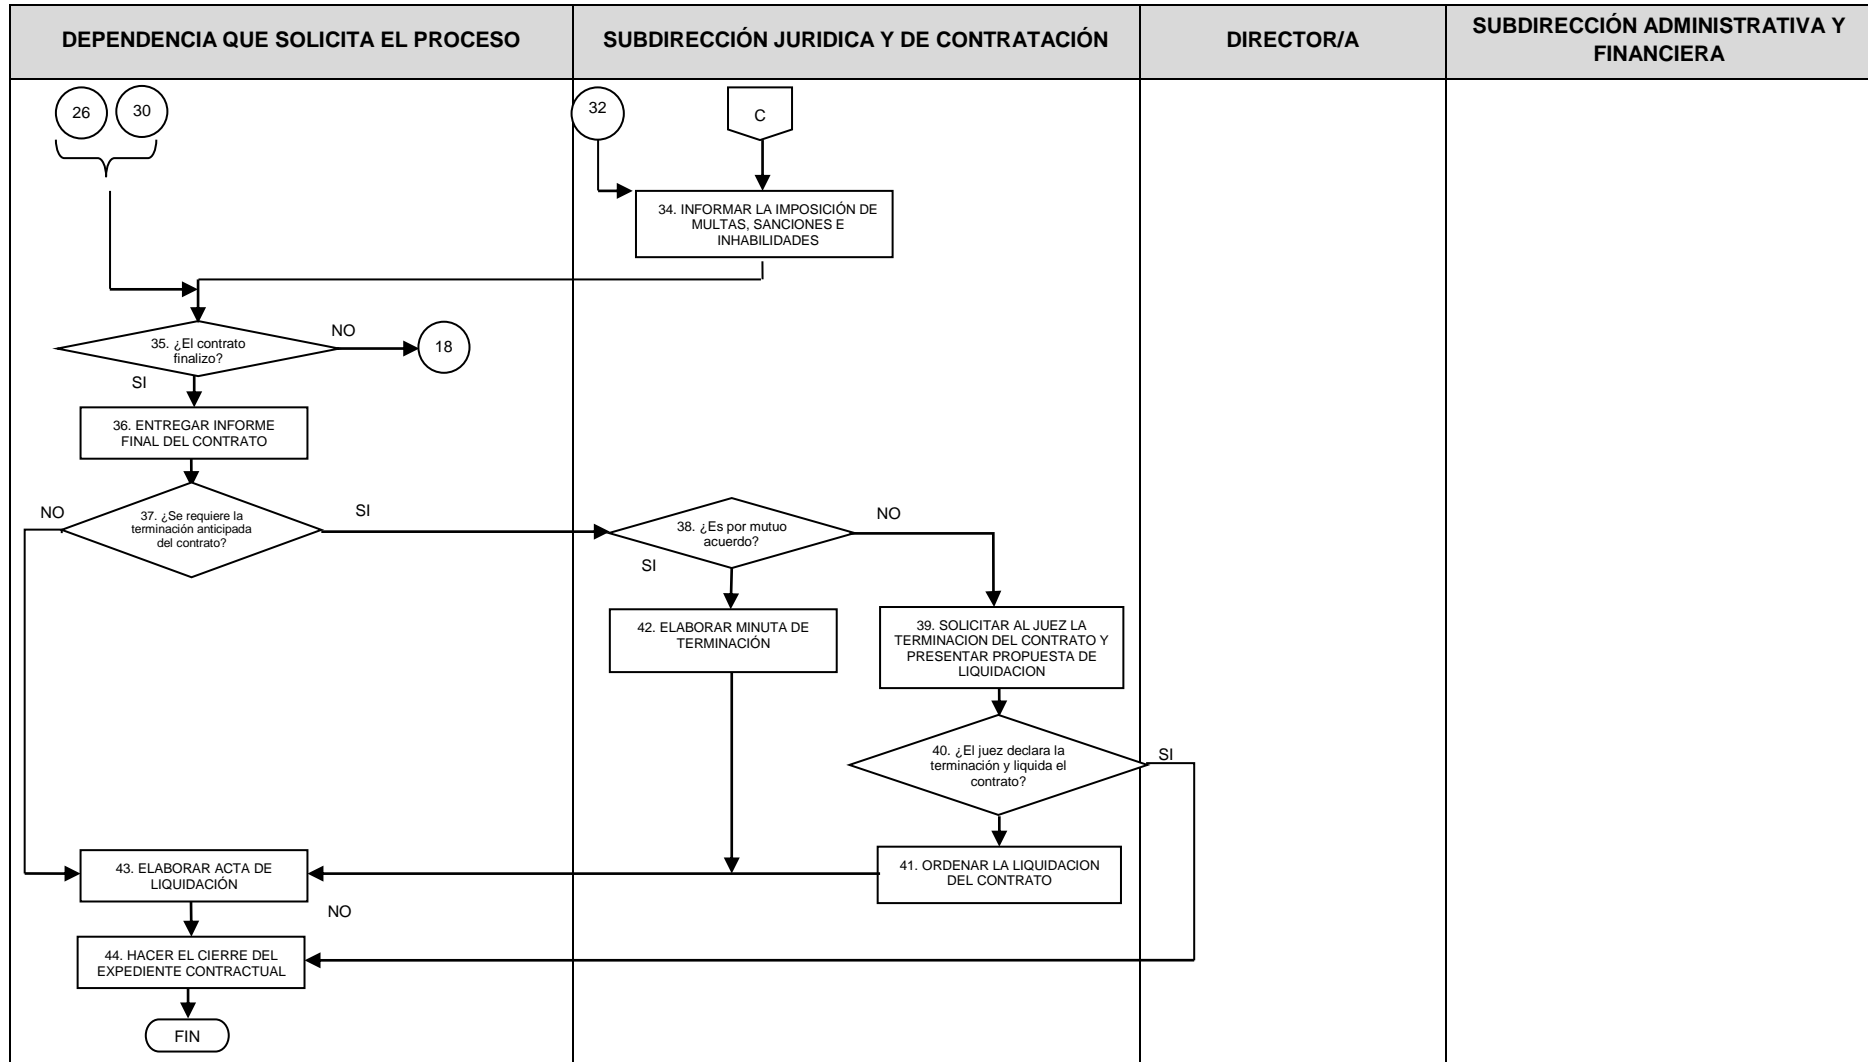 DEPENDENCIA QUE SOLICITA EL PROCESO
SUBDIRECCIÓN JURIDICA Y DE CONTRATACIÓN
DIRECTOR/A
SUBDIRECCIÓN ADMINISTRATIVA Y
FINANCIERA
26
30
32
C
34. INFORMAR LA IMPOSICIÓN DE
MULTAS, SANCIONES E
INHABILIDADES
35. ¿El contrato
finalizo?
NO
18
SI
36. ENTREGAR INFORME
FINAL DEL CONTRATO
NO
37. ¿Se requiere la
terminación anticipada
del contrato?
SI
38. ¿Es por mutuo
acuerdo?
NO
SI
42. ELABORAR MINUTA DE
TERMINACIÓN
39. SOLICITAR AL JUEZ LA
TERMINACION DEL CONTRATO Y
PRESENTAR PROPUESTA DE
LIQUIDACION
40. ¿El juez declara la
terminación y liquida el
contrato?
SI
43. ELABORAR ACTA DE
LIQUIDACIÓN
41. ORDENAR LA LIQUIDACION
DEL CONTRATO
NO
44. HACER EL CIERRE DEL
EXPEDIENTE CONTRACTUAL
FIN